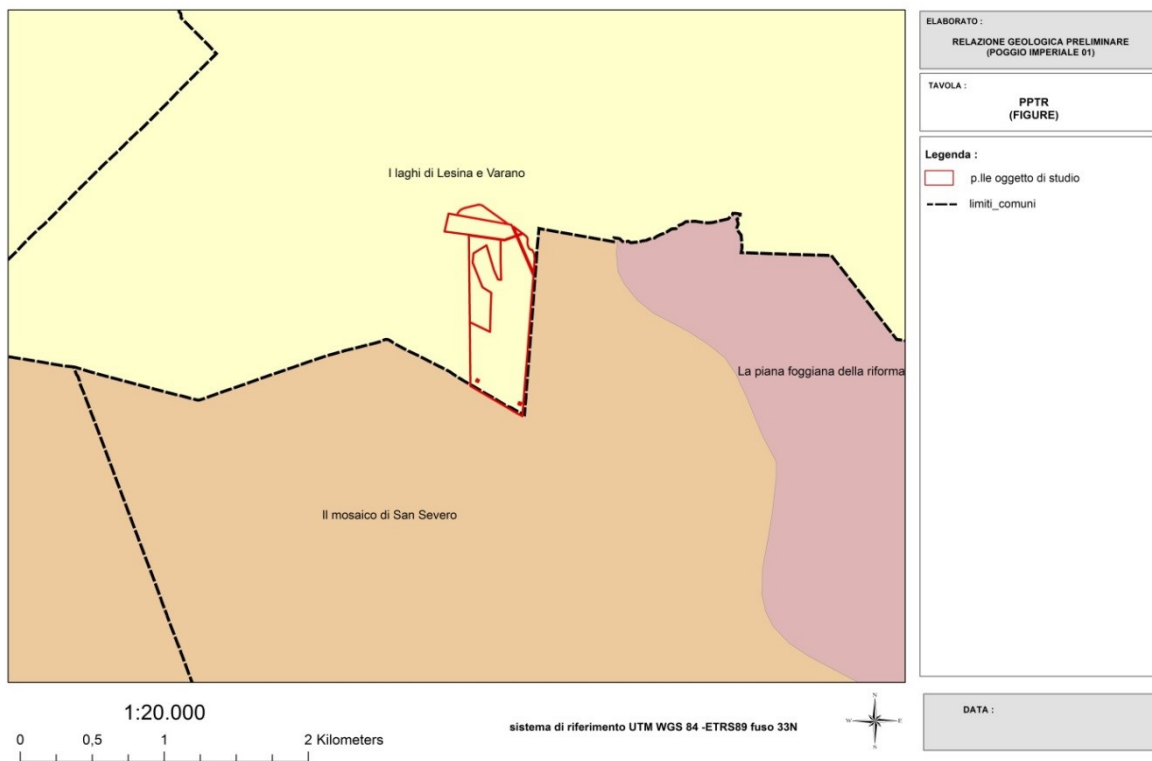 I laghi di Lesina e Varano
La piana foggiana della riforma
Il mosaico di San Severo
ELABORATO :
RELAZIONE GEOLOGICA PRELIMINARE
(POGGIO IMPERIALE 01)
TAVOLA :
PPTR
(FIGURE)
Legenda :
p.lle oggetto di studio
limiti_comuni
1:20.000
0 0,5 1 2 Kilometers
sistema di riferimento UTM WGS 84 -ETRS89 fuso 33N
N
W E
S
DATA :